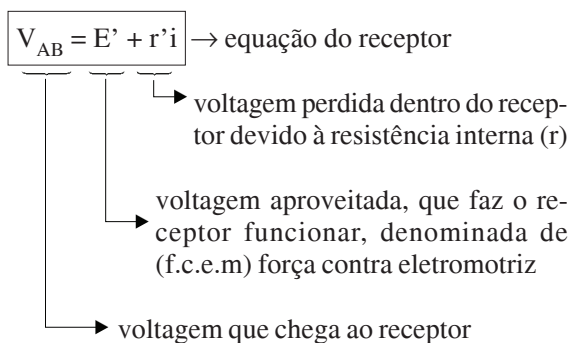 V_AB = E’ + r’i → equação do receptor
voltagem perdida dentro do recep-
tor devido à resistência interna (r)
voltagem aproveitada, que faz o re-
ceptor funcionar, denominada de
(f.c.e.m) força contra eletromotriz
voltagem que chega ao receptor